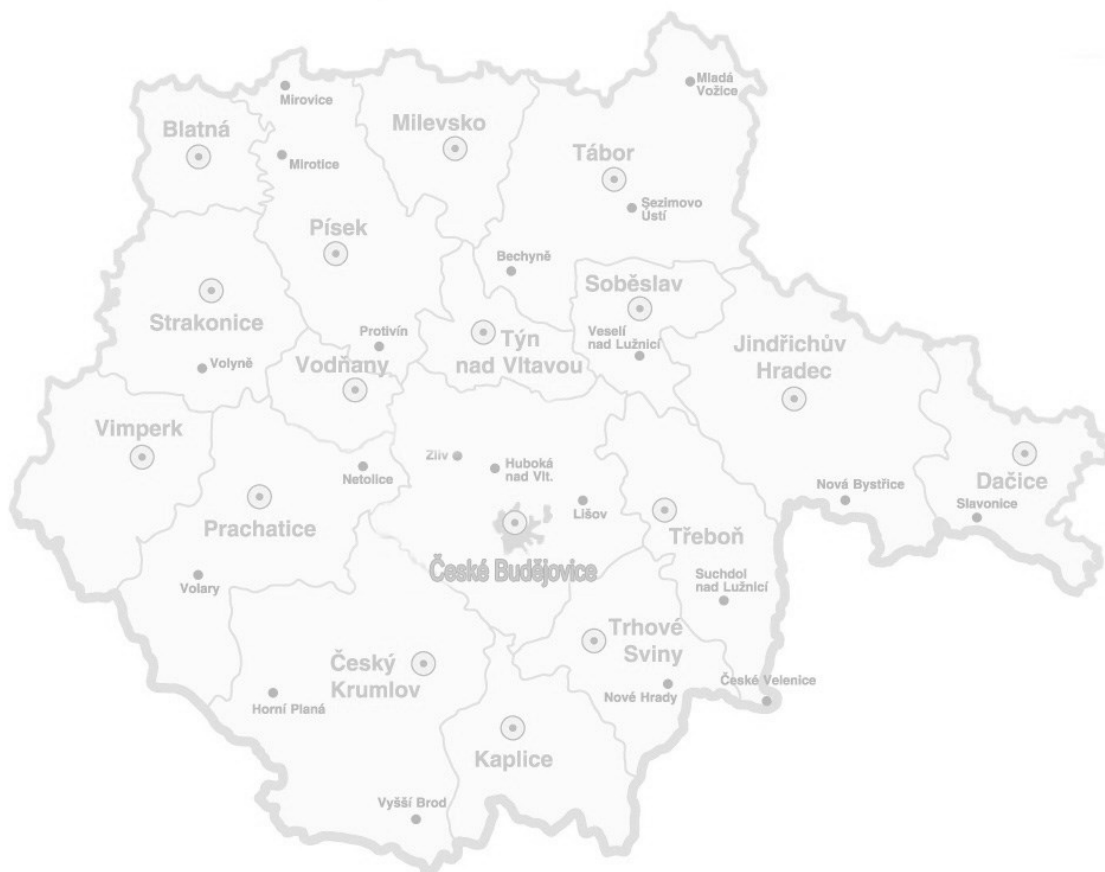 Mladá
Vožice
Mirovice
Blatná
Milevsko
Mirotice
Tábor
Sezimovo
Ústí
Písek
Bechyně
Soběslav
Strakonice
Protivín
Týn
nad Vltavou
Veselí
nad Lužnicí
Jindřichův
Hradec
Volyně
Vodňany
Vimperk
Zliv
Huboká
nad Vlt.
Netolice
Dačice
Nová Bystřice
Slavonice
Prachatice
Lišov
Třeboň
České Budějovice
Volary
Suchdol
nad Lužnicí
Trhové
Sviny
Český
Krumlov
České Velenice
Nové Hrady
Horní Planá
Kaplice
Vyšší Brod